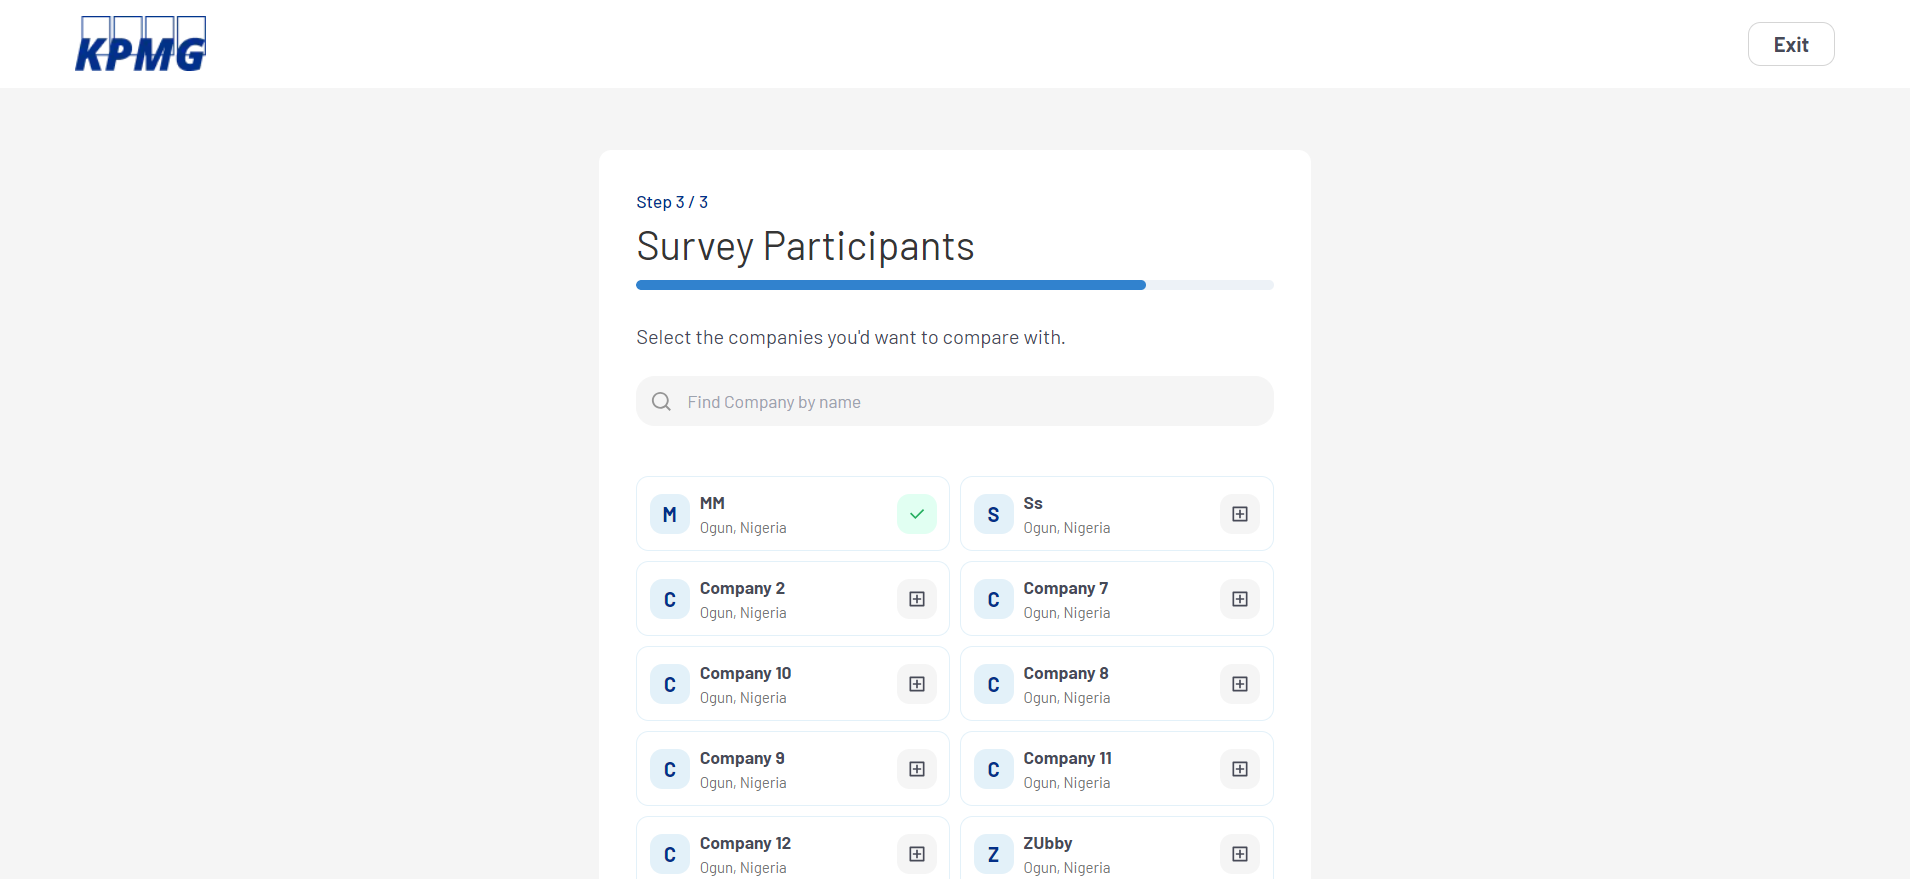 KPMG
Exit
Step 3 / 3
Survey Participants
Select the companies you'd want to compare with.
Find Company by name
M
MM
Ogun, Nigeria
S
Ss
Ogun, Nigeria
C
Company 2
Ogun, Nigeria
C
Company 7
Ogun, Nigeria
C
Company 10
Ogun, Nigeria
C
Company 8
Ogun, Nigeria
C
Company 9
Ogun, Nigeria
C
Company 11
Ogun, Nigeria
C
Company 12
Ogun, Nigeria
Z
ZUbby
Ogun, Nigeria